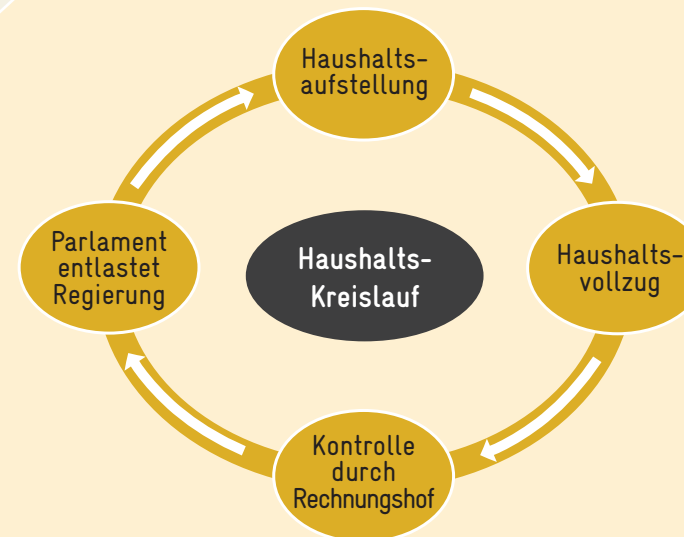 Haushalts-
aufstellung
Haushalts-
vollzug
Kontrolle
durch
Rechnungshof
Parlament
entlastet
Regierung
Haushalts-
Kreislauf